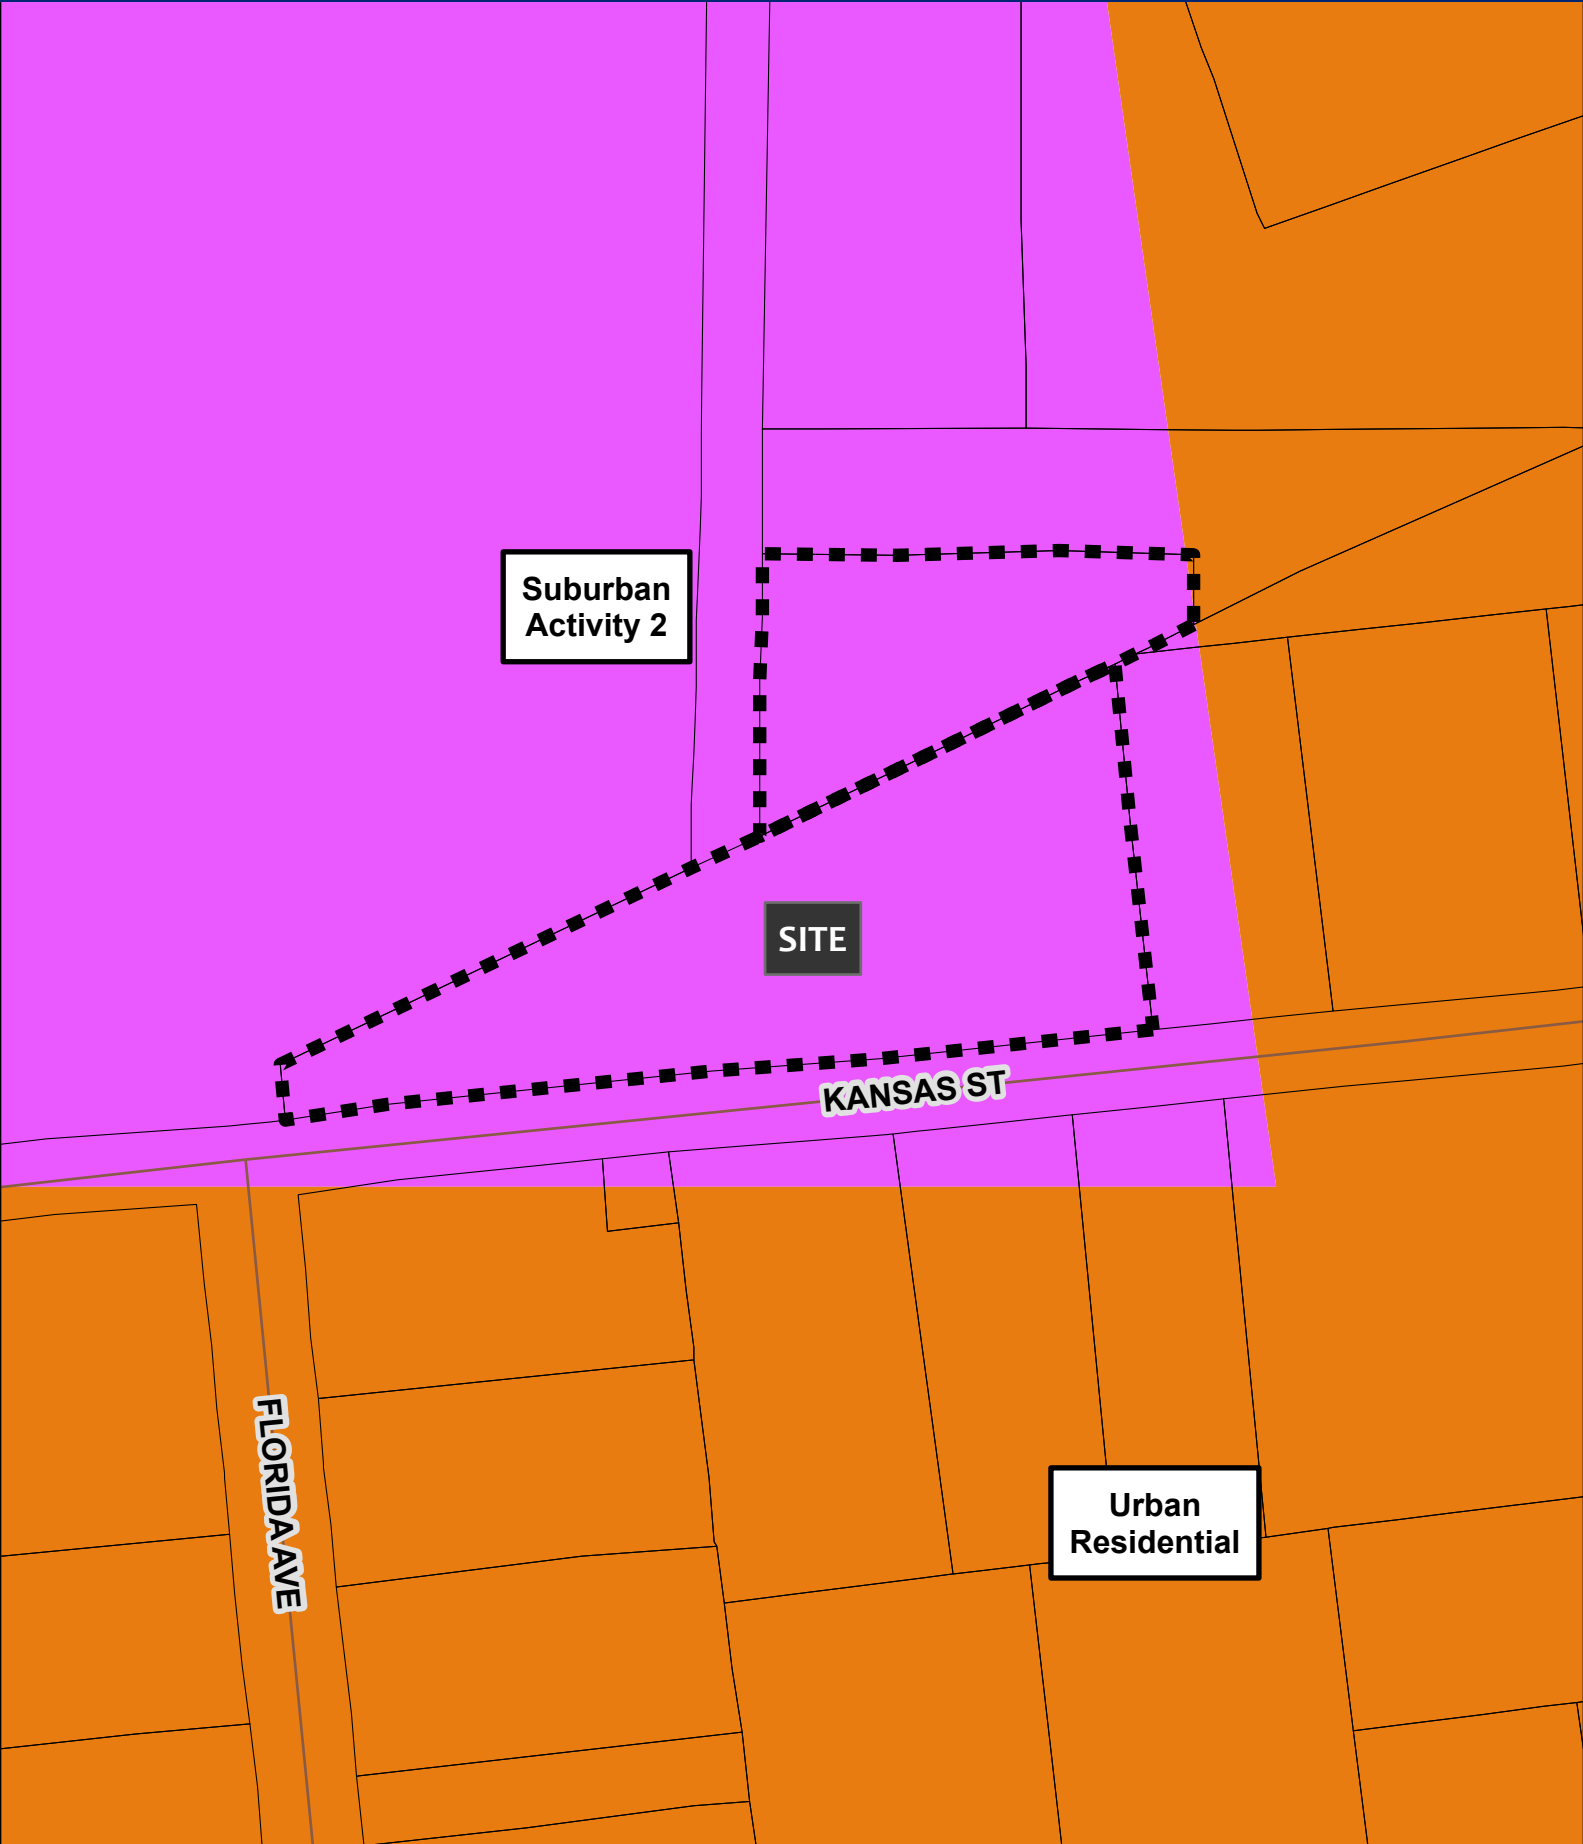 Suburban
Activity 2
SITE
KANSAS ST
FLORIDA AVE
Urban
Residential